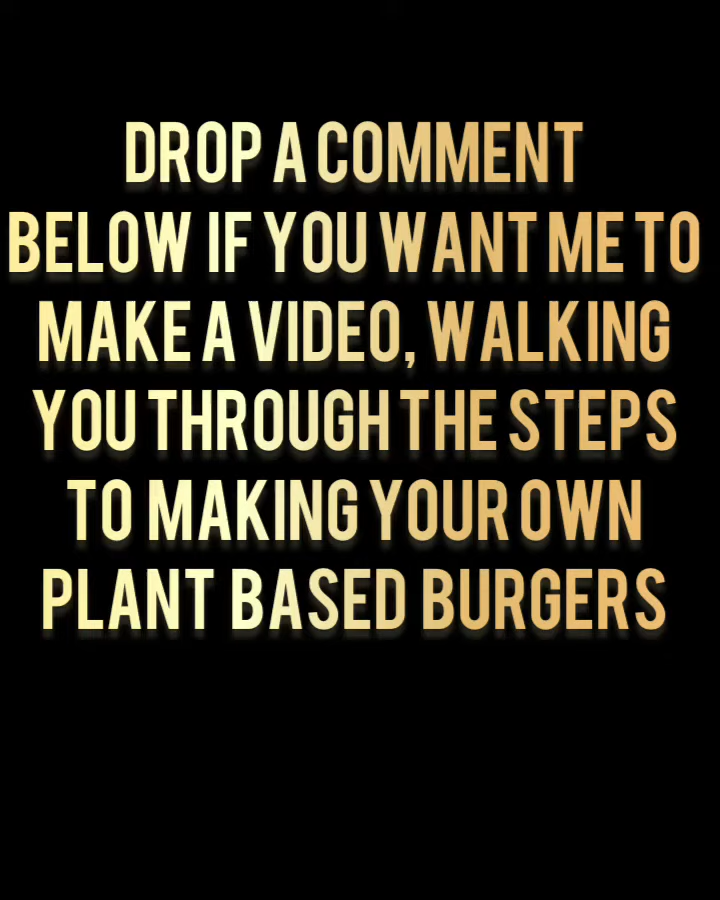 DROP A COMMENT
BELOW IF YOU WANT ME TO
MAKE A VIDEO, WALKING
YOU THROUGH THE STEPS
TO MAKING YOUR OWN
PLANT BASED BURGERS